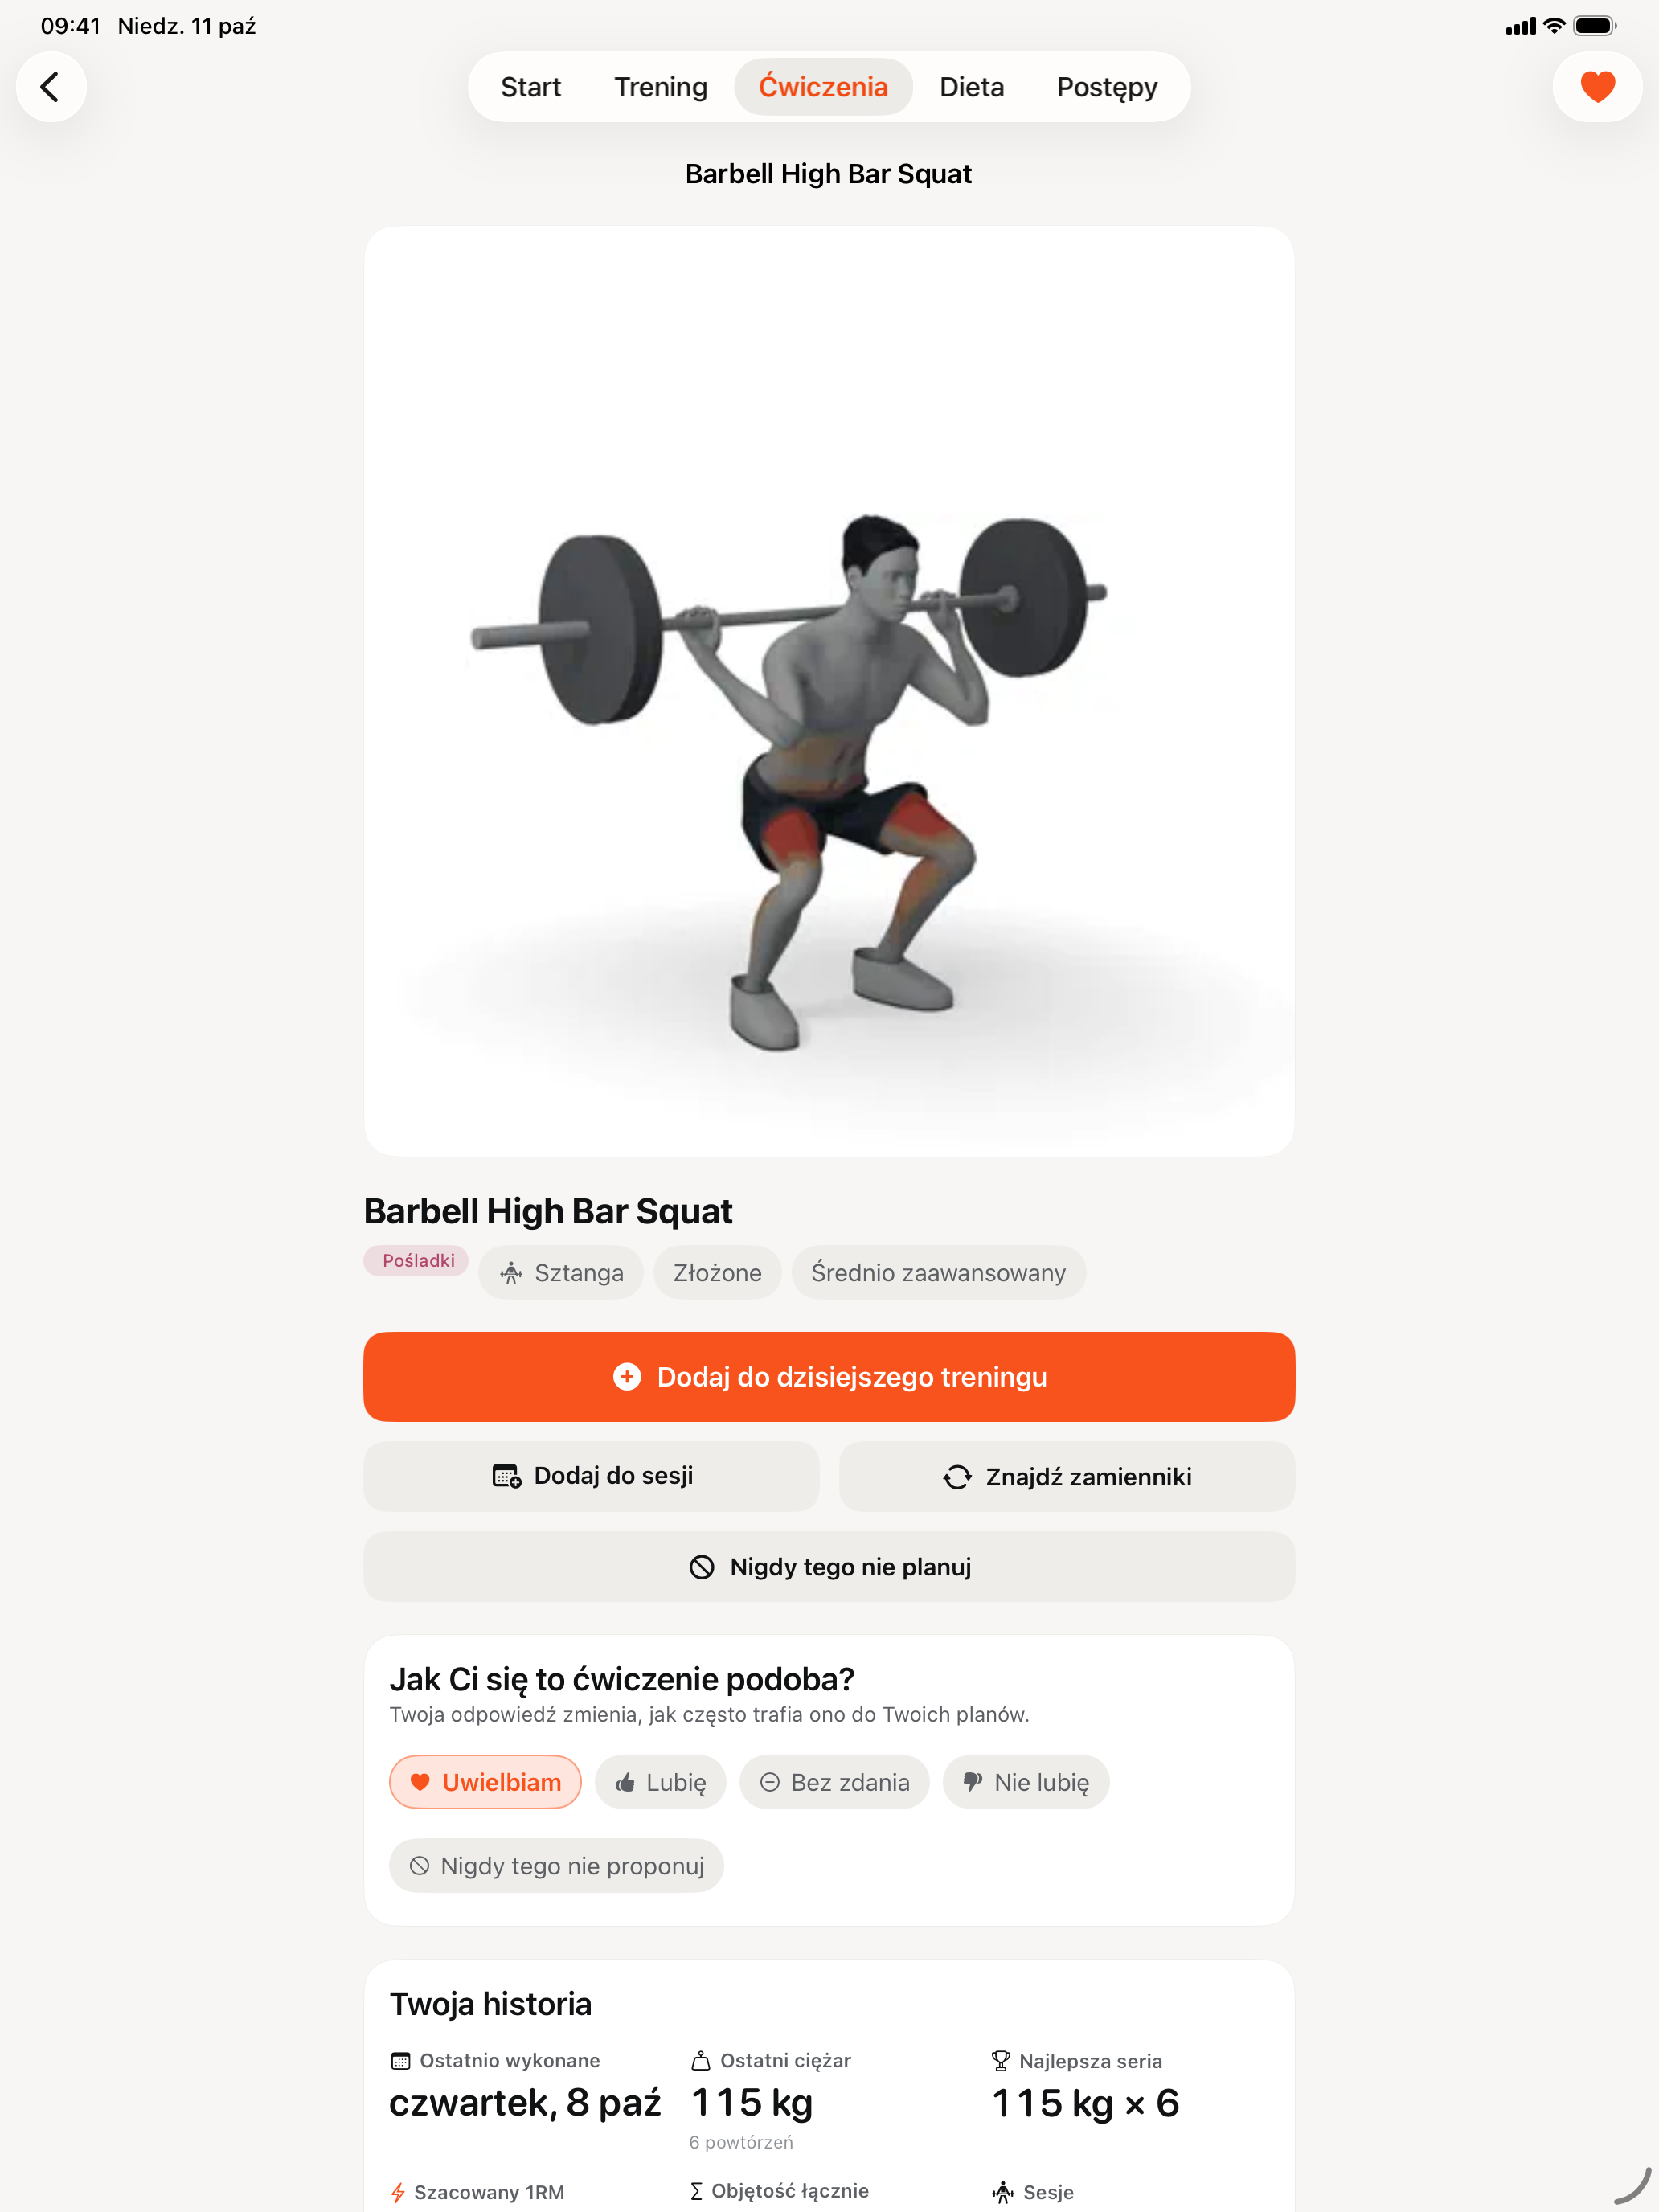 09:41 Niedz. 11 paź
Start Trening Ćwiczenia Dieta Postępy
Barbell High Bar Squat
Barbell High Bar Squat
Pośladki Sztanga Złożone Średnio zaawansowany
Dodaj do dzisiejszego treningu
Dodaj do sesji Znajdź zamienniki
Nigdy tego nie planuj
Jak Ci się to ćwiczenie podoba?
Twoja odpowiedź zmienia, jak często trafia ono do Twoich planów.
Uwielbiam Lubię Bez zdania Nie lubię
Nigdy tego nie proponuj
Twoja historia
Ostatnio wykonane Ostatni ciężar Najlepsza seria
czwartek, 8 paź 115 kg 115 kg × 6
6 powtórzeń
Szacowany 1RM Objętość łącznie Sesje